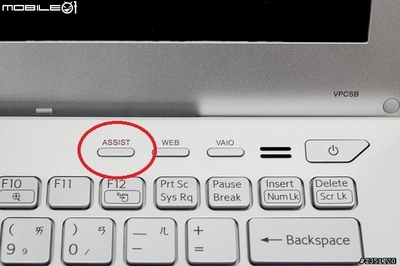 MOBILE01
VPCSB
ASSIST WEB VAIO
F10 F11 F12 Prt Sc Sys Rq Pause Break Insert Num Lk Delete Scr Lk
( 9 ㄞ ) 0 ㄢ - ㄦ + = Backspace